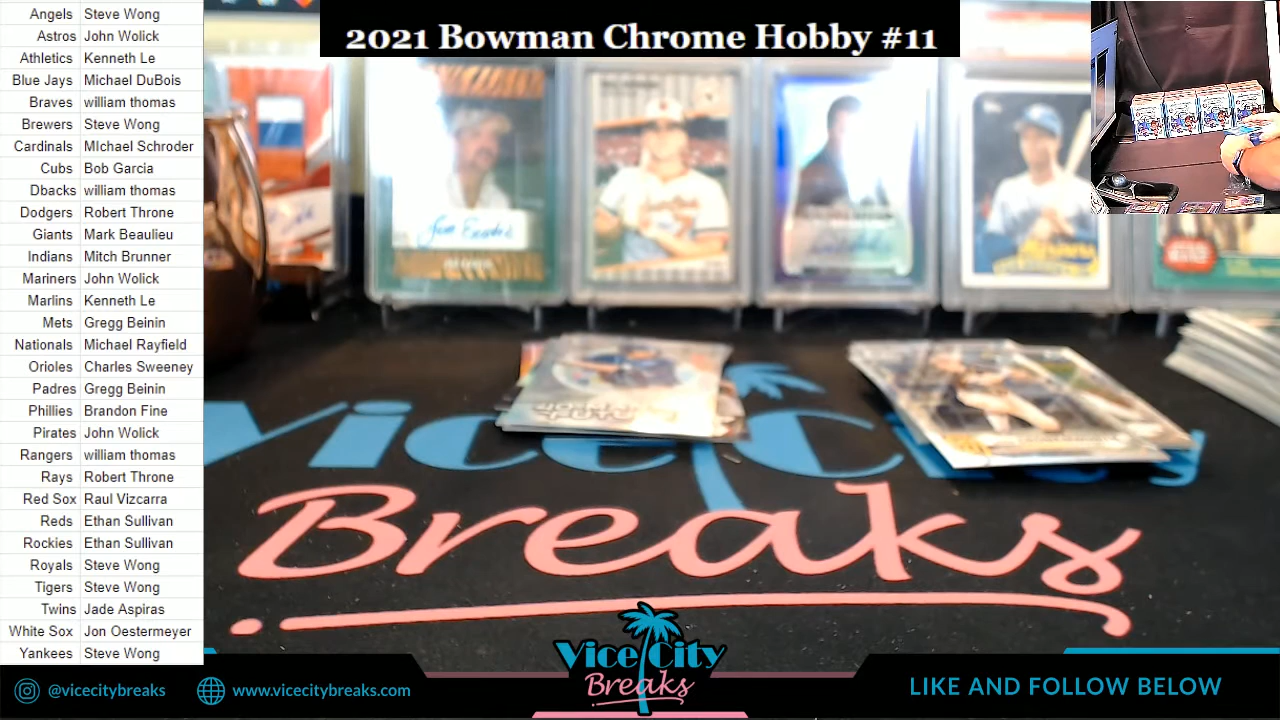 2021 Bowman Chrome Hobby #11
Angels Steve Wong
Astros John Wolick
Athletics Kenneth Le
Blue Jays Michael DuBois
Braves william thomas
Brewers Steve Wong
Cardinals MIchael Schroder
Cubs Bob Garcia
Dbacks william thomas
Dodgers Robert Throne
Giants Mark Beaulieu
Indians Mitch Brunner
Mariners John Wolick
Marlins Kenneth Le
Mets Gregg Beinin
Nationals Michael Rayfield
Orioles Charles Sweeney
Padres Gregg Beinin
Phillies Brandon Fine
Pirates John Wolick
Rangers william thomas
Rays Robert Throne
Red Sox Raul Vizcarra
Reds Ethan Sullivan
Rockies Ethan Sullivan
Royals Steve Wong
Tigers Steve Wong
Twins Jade Aspiras
White Sox Jon Oestermeyer
Yankees Steve Wong
Vice City
Breaks
Vice City
Breaks
@vicecitybreaks
www.vicecitybreaks.com
LIKE AND FOLLOW BELOW